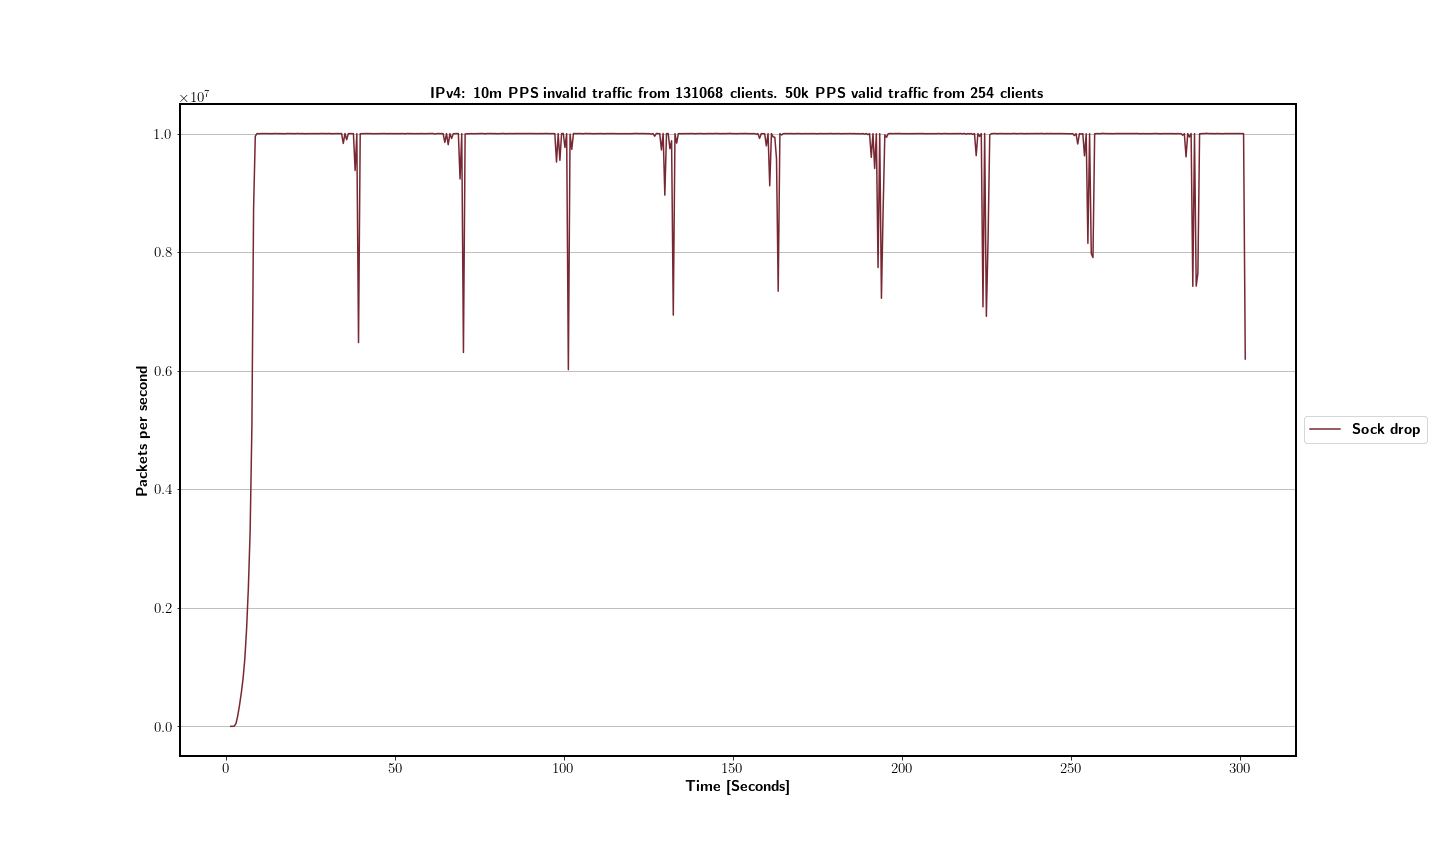 IPv4: 10m PPS invalid traffic from 131068 clients. 50k PPS valid traffic from 254 clients
×10⁷
1.0
0.8
0.6
0.4
0.2
0.0
Packets per second
0 50 100 150 200 250 300
Time [Seconds]
Sock drop